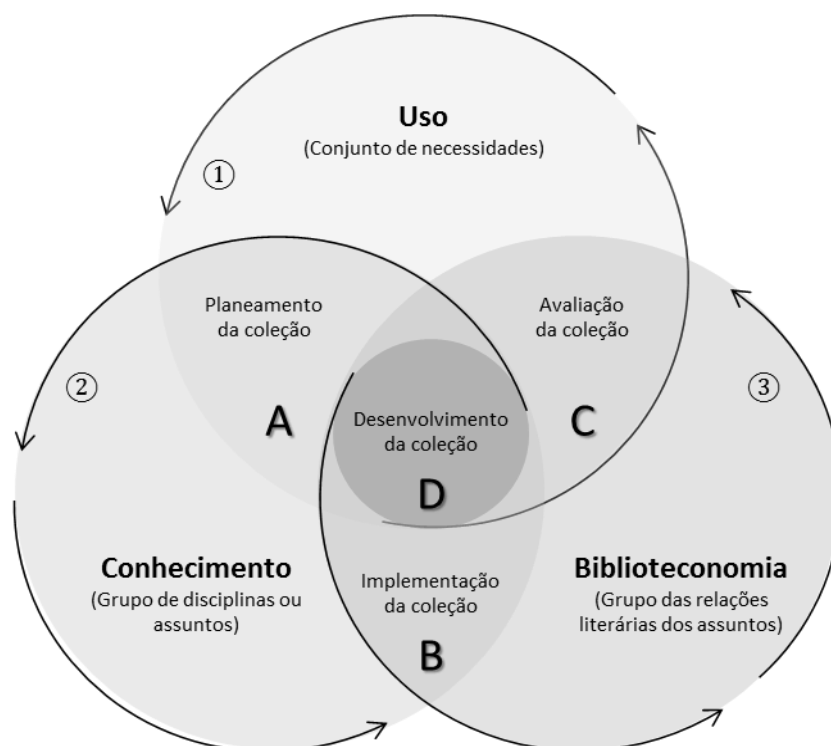 Uso
(Conjunto de necessidades)
①
Planeamento
da coleção
Avaliação
da coleção
②
③
A
Desenvolvimento
da coleção
C
D
Conhecimento
(Grupo de disciplinas ou
assuntos)
Implementação
da coleção
B
Biblioteconomia
(Grupo das relações
literárias dos assuntos)